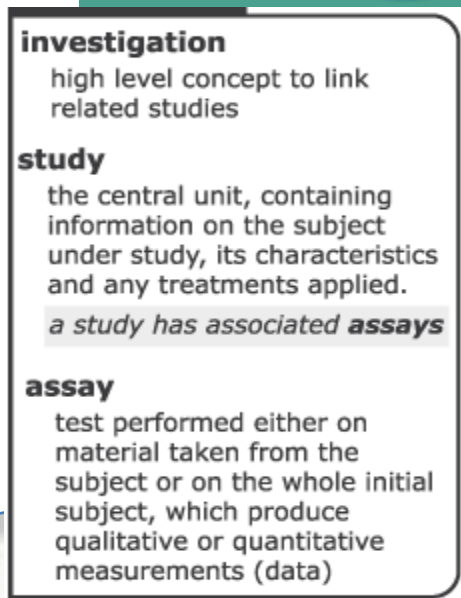 investigation
high level concept to link
related studies
study
the central unit, containing
information on the subject
under study, its characteristics
and any treatments applied.
a study has associated assays
assay
test performed either on
material taken from the
subject or on the whole initial
subject, which produce
qualitative or quantitative
measurements (data)